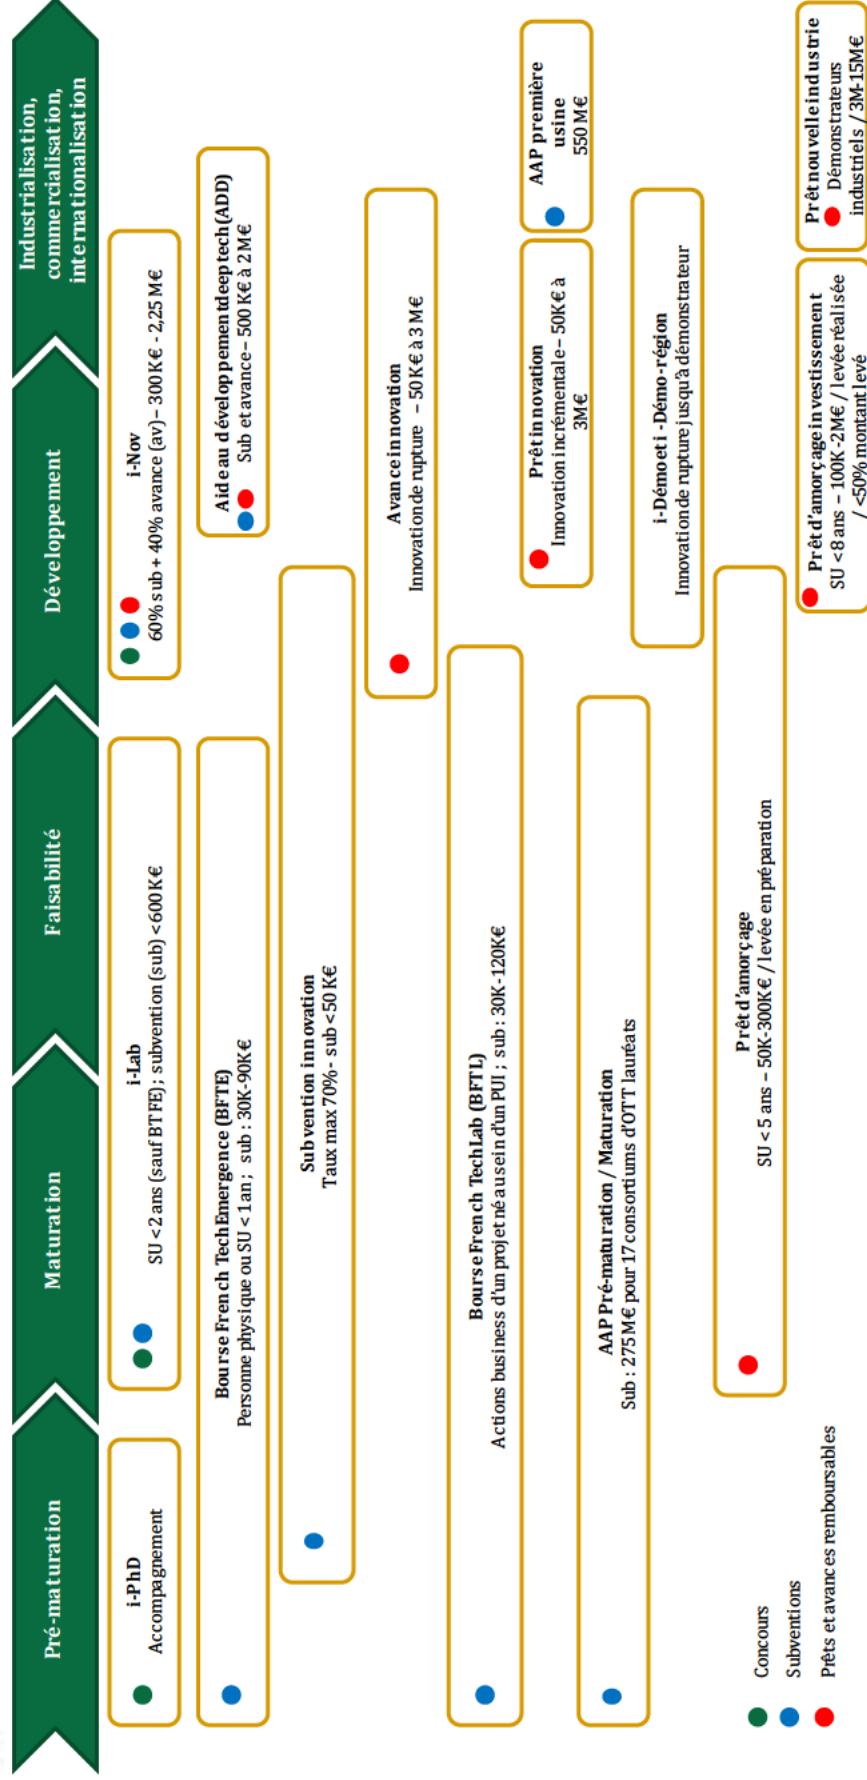 Pré-maturation
Maturation
Faisabilité
Développement
Industrialisation,
commercialisation,
internationalisation
i-PhD
Accompagnement
i-Lab
SU < 2 ans (sauf BTFE) ; subvention (sub) < 600 K€
i-Nov
60% sub + 40% avance (av) – 300 K€ - 2,25 M€
Bourse French Tech Emergence (BFTE)
Personne physique ou SU < 1 an ; sub : 30K-90K€
Aide au développement deeptech (ADD)
Sub et avance – 500 K€ à 2 M€
Subvention innovation
Taux max 70% - sub < 50 K€
Avance innovation
Innovation de rupture – 50 K€ à 3 M€
Bourse French Tech Lab (BFTL)
Actions business d'un projet né au sein d'un PUI ; sub : 30K-120K€
Prêt innovation
Innovation incrémentale – 50K€ à
3M€
AAP première
usine
550 M€
AAP Pré-maturation / Maturation
Sub : 275 M€ pour 17 consortiums d'OTT lauréats
i-Démo et i -Démo-région
Innovation de rupture jusqu'à démonstrateur
Prêt d'amorçage
SU < 5 ans – 50K-300K€ / levée en préparation
Prêt d'amorçage investissement
SU < 8 ans – 100K-2M€ / levée réalisée
/ <50% montant levé
Prêt nouvelle industrie
Démonstrateurs
industriels / 3M-15M€
Concours
Subventions
Prêts et avances remboursables